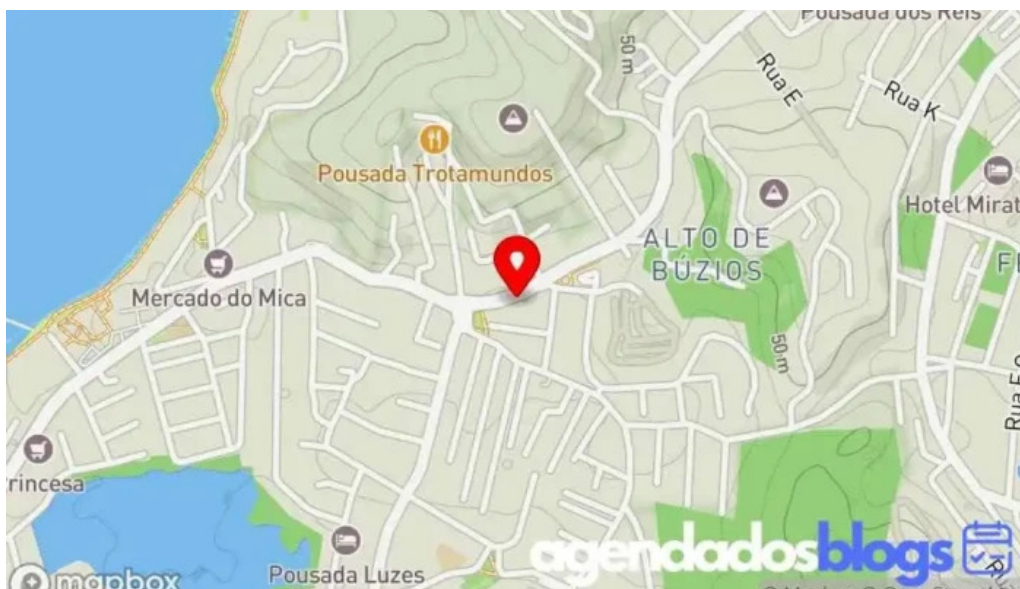 Pousada dos Reis
50 m
Rua E
Rua K
Pousada Trotamundos
Hotel Mirat
ALTO DE
BÚZIOS
FE
Mercado do Mica
50 m
rincesa
Pousada Luzes
agendadosblogs
mapbox